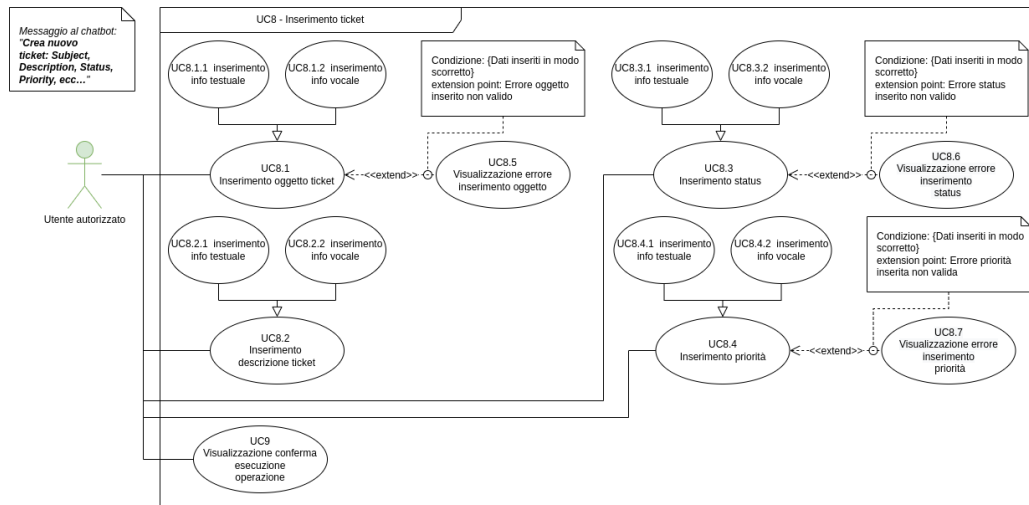 Messaggio al chatbot:
"Crea nuovo
ticket: Subject,
Description, Status,
Priority, ecc..."
UC8 - Inserimento ticket
UC8.1.1 inserimento
info testuale
UC8.1.2 inserimento
info vocale
Condizione: {Dati inseriti in modo
scorretto}
extension point: Errore oggetto
inserito non valido
UC8.3.1 inserimento
info testuale
UC8.3.2 inserimento
info vocale
Condizione: {Dati inseriti in modo
scorretto}
extension point: Errore status
inserito non valido
Utente autorizzato
UC8.1
Inserimento oggetto ticket
<<extend>>
UC8.5
Visualizzazione errore
inserimento oggetto
UC8.3
Inserimento status
<<extend>>
UC8.6
Visualizzazione errore
inserimento
status
UC8.2.1 inserimento
info testuale
UC8.2.2 inserimento
info vocale
UC8.4.1 inserimento
info testuale
UC8.4.2 inserimento
info vocale
Condizione: {Dati inseriti in modo
scorretto}
extension point: Errore priorità
inserita non valida
UC8.2
Inserimento
descrizione ticket
UC8.4
Inserimento priorità
<<extend>>
UC8.7
Visualizzazione errore
inserimento
priorità
UC9
Visualizzazione conferma
esecuzione
operazione